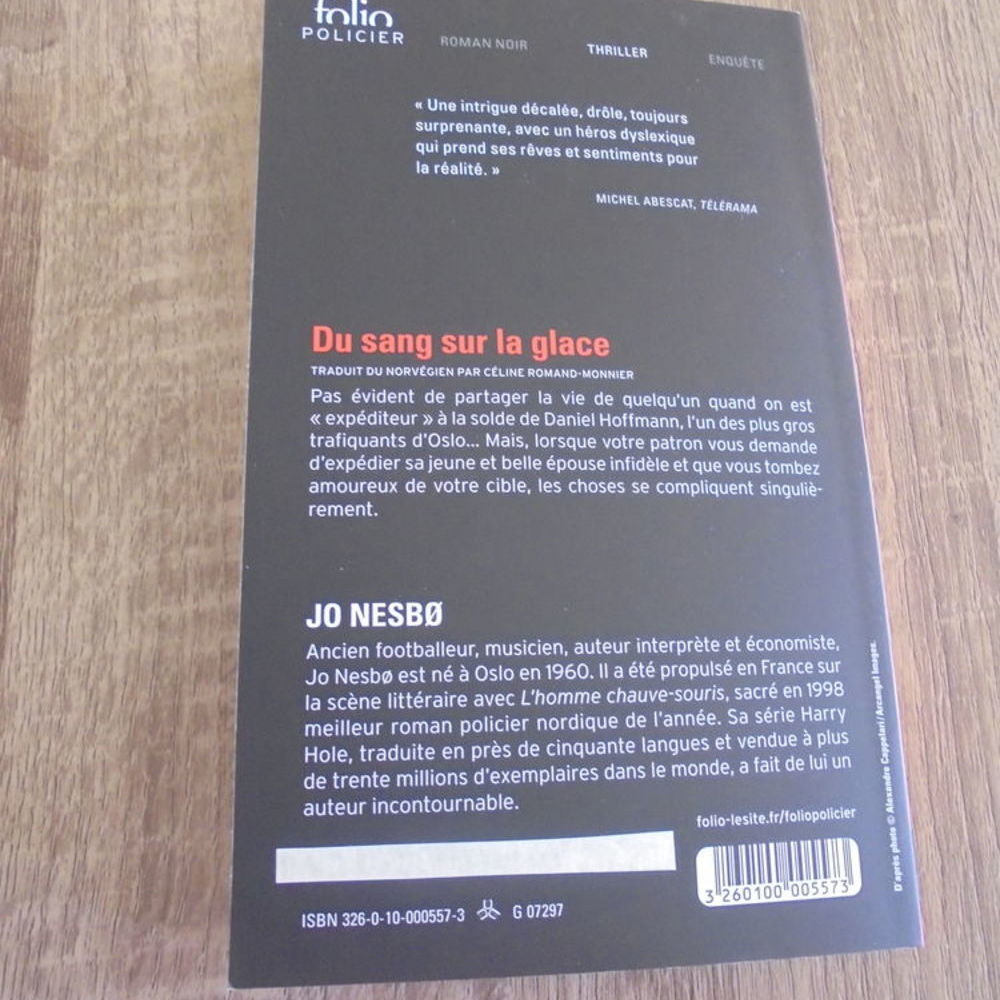 folio
POLICIER ROMAN NOIR THRILLER ENQUÊTE
« Une intrigue décalée, drôle, toujours
surprenante, avec un héros dyslexique
qui prend ses rêves et sentiments pour
la réalité. »
MICHEL ABESCAT, TÉLÉRAMA
Du sang sur la glace
TRADUIT DU NORVÉGIEN PAR CÉLINE ROMAND-MONNIER
Pas évident de partager la vie de quelqu'un quand on est
« expéditeur » à la solde de Daniel Hoffmann, l'un des plus gros
trafiquants d'Oslo... Mais, lorsque votre patron vous demande
d'expédier sa jeune et belle épouse infidèle et que vous tombez
amoureux de votre cible, les choses se compliquent singuliè-
rement.
JO NESBØ
Ancien footballeur, musicien, auteur interprète et économiste,
Jo Nesbø est né à Oslo en 1960. Il a été propulsé en France sur
la scène littéraire avec L'homme chauve-souris, sacré en 1998
meilleur roman policier nordique de l'année. Sa série Harry
Hole, traduite en près de cinquante langues et vendue à plus
de trente millions d'exemplaires dans le monde, a fait de lui un
auteur incontournable.
folio-lesite.fr/foliopolicier
3 260100 005573
ISBN 326-0-10-000557-3 G 07297
D'après photo © Alexandre Cappellari / Arcangel Images.